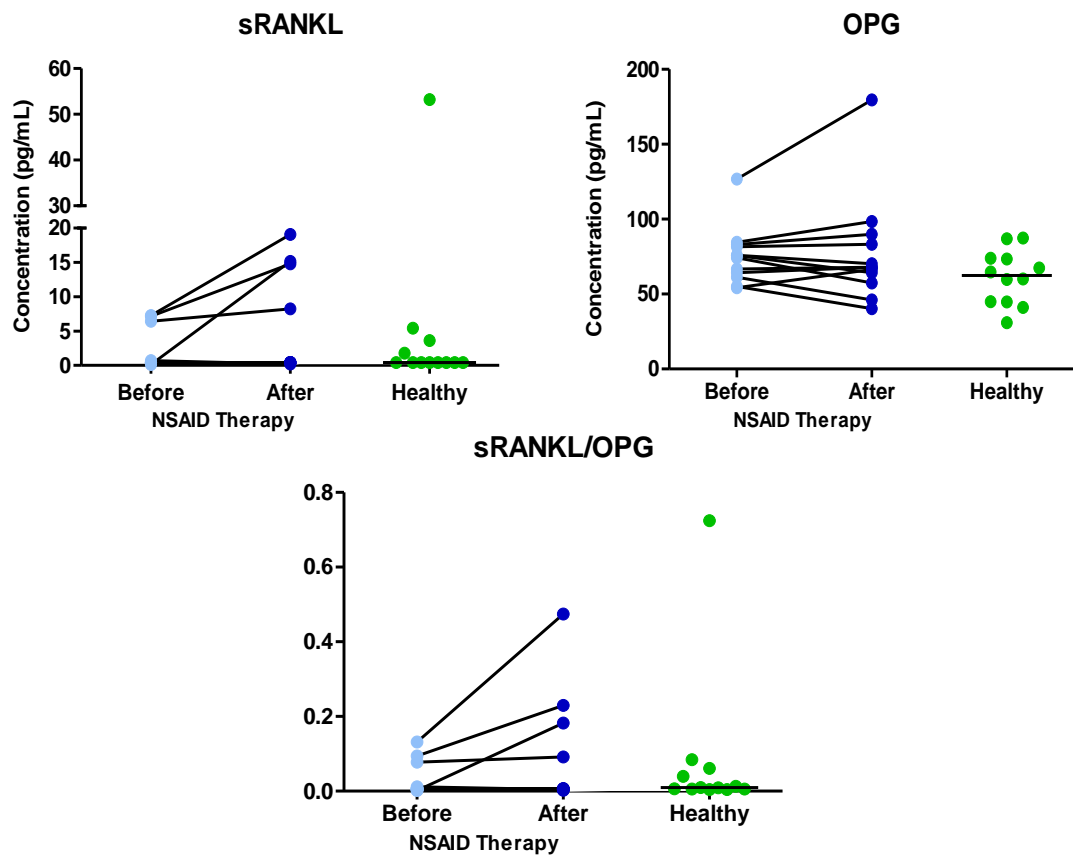 sRANKL
OPG
Concentration (pg/mL)
60
50
40
30
20
15
10
5
0
Before
After
Healthy
NSAID Therapy
Concentration (pg/mL)
200
150
100
50
0
Before
After
Healthy
NSAID Therapy
sRANKL/OPG
0.8
0.6
0.4
0.2
0.0
Before
After
Healthy
NSAID Therapy